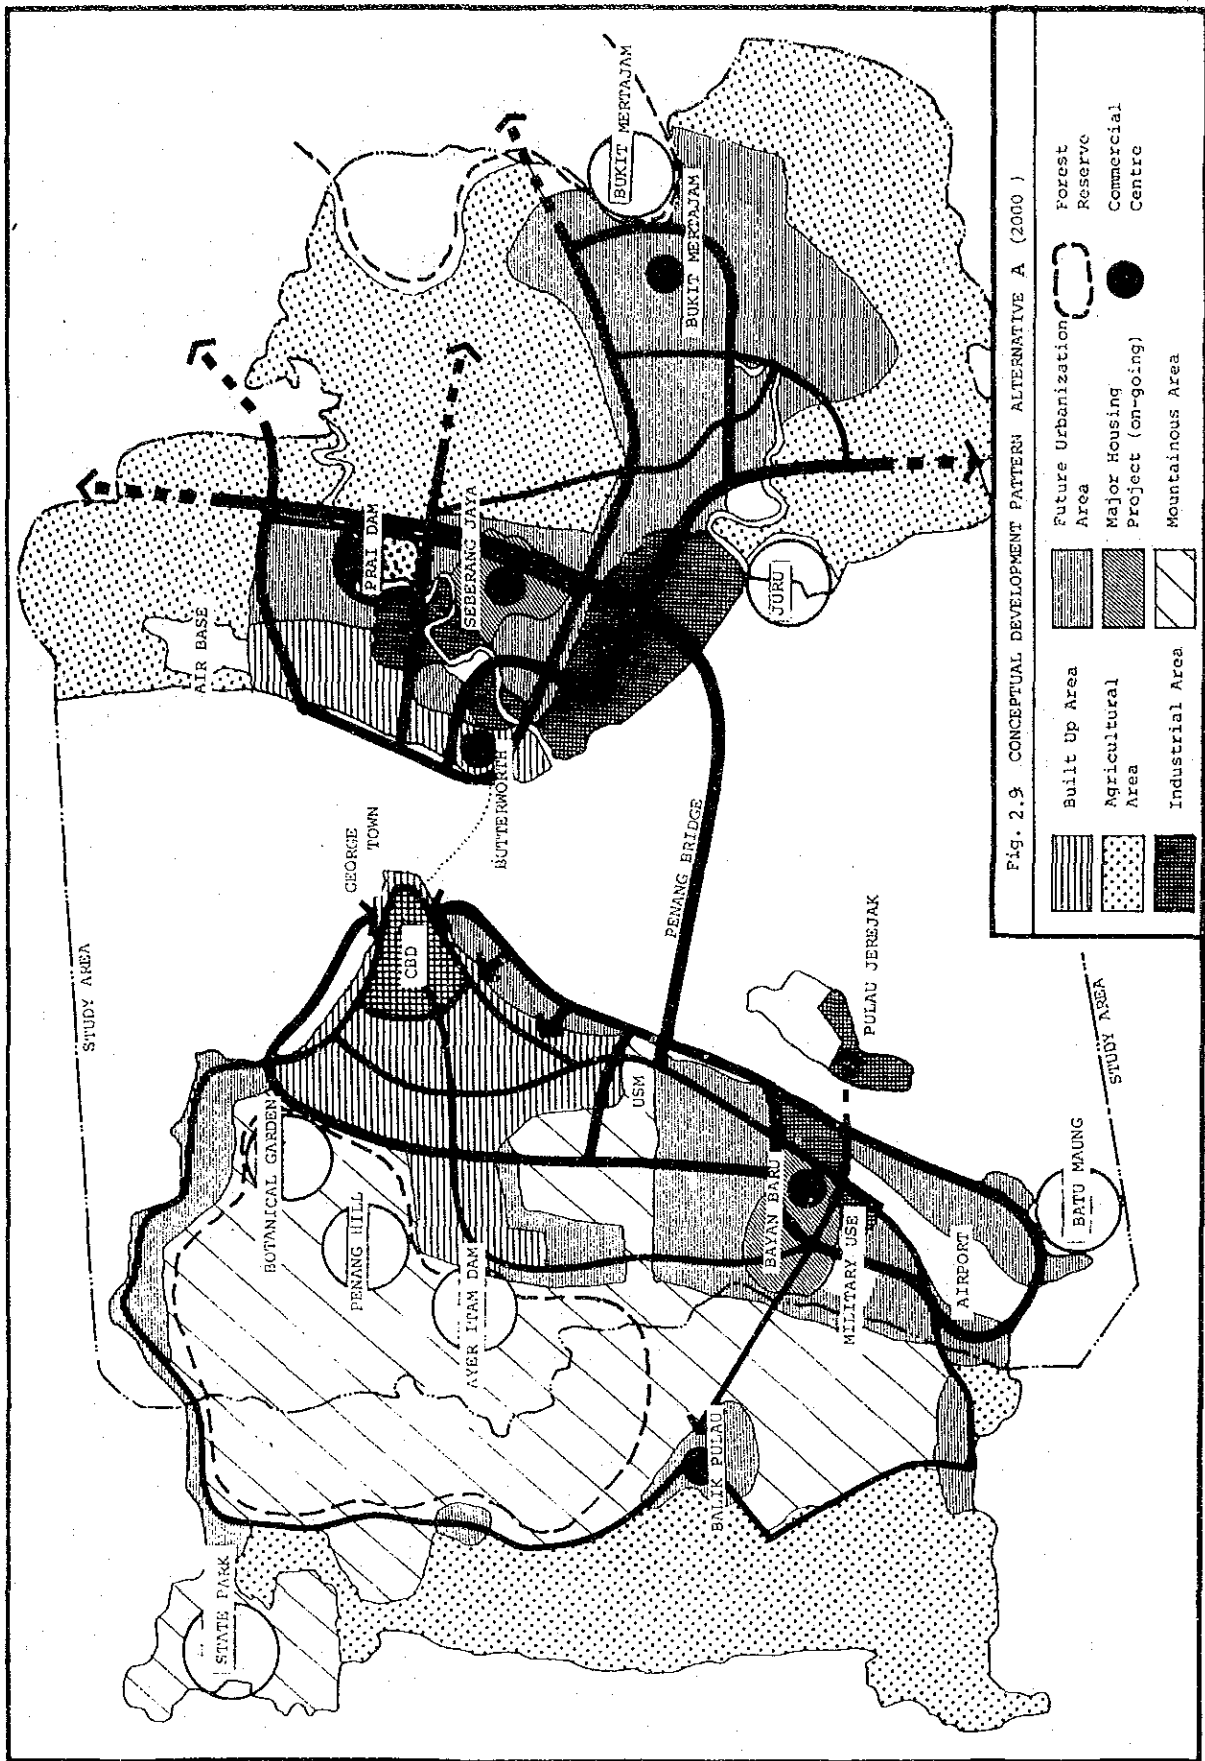 STUDY AREA
STATE PARK
BOTANICAL GARDEN
PENANG HILL
AYER ITAM DAM
BALIK PULAU
GEORGE
TOWN
CBD
USM
BAYAN BARU
MILITARY USE
AIRPORT
BATU MAUNG
STUDY AREA
PULAU JEREJAK
PENANG BRIDGE
BUTTERWORTH
AIR BASE
PRAI DAM
SEBERANG JAYA
JURU
BUKIT MERTAJAM
BUKIT MERTAJAM
Fig. 2.9 CONCEPTUAL DEVELOPMENT PATTERN ALTERNATIVE A (2000 )
Built Up Area
Agricultural
Area
Industrial Area
Future Urbanization
Area
Major Housing
Project (on-going)
Mountainous Area
Forest
Reserve
Commercial
Centre